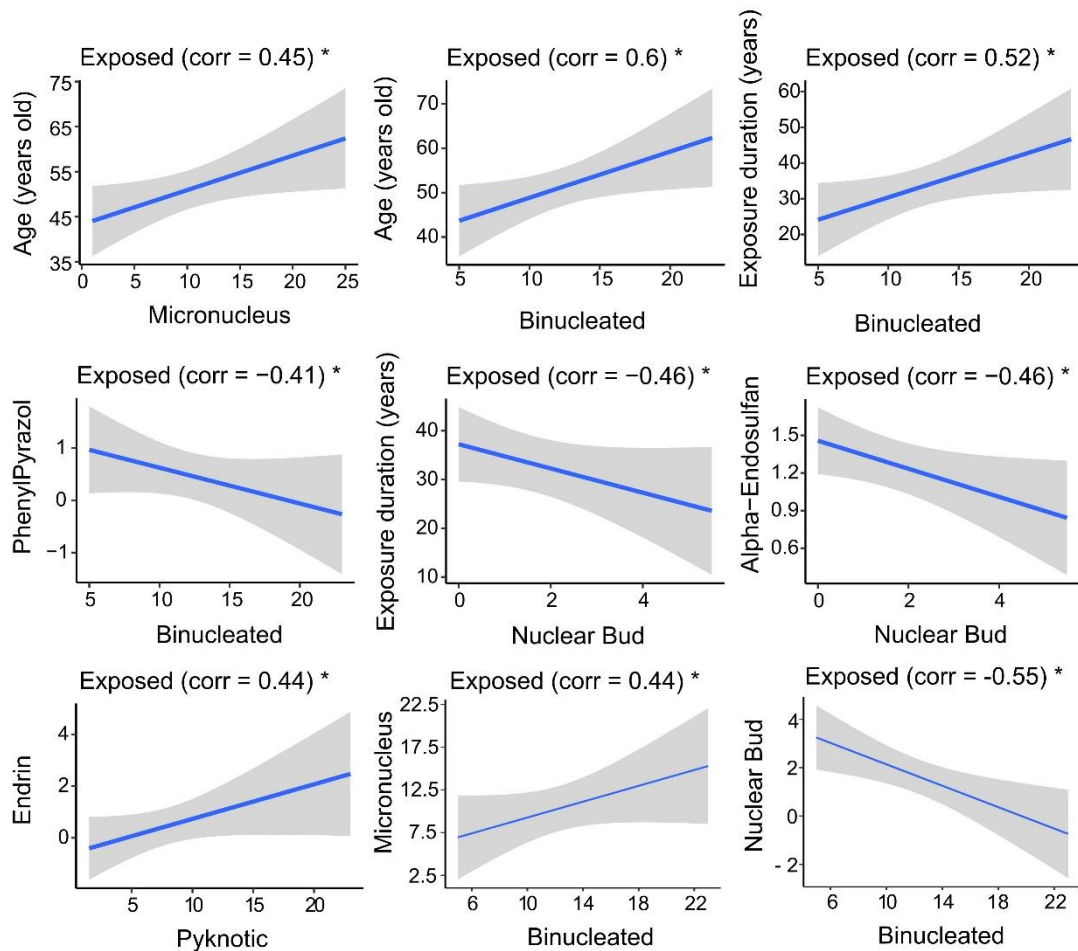 Exposed (corr = 0.45) *
Age (years old)
75
65
55
45
35
0 5 10 15 20 25
Micronucleus
Exposed (corr = 0.6) *
Age (years old)
70
60
50
40
5 10 15 20
Binucleated
Exposed (corr = 0.52) *
Exposure duration (years)
60
50
40
30
20
5 10 15 20
Binucleated
Exposed (corr = −0.41) *
PhenylPyrazol
1
0
−1
5 10 15 20
Binucleated
Exposed (corr = −0.46) *
Exposure duration (years)
40
30
20
10
0 2 4
Nuclear Bud
Exposed (corr = −0.46) *
Alpha−Endosulfan
1.5
1.2
0.9
0.6
0 2 4
Nuclear Bud
Exposed (corr = 0.44) *
Endrin
4
2
0
5 10 15 20
Pyknotic
Exposed (corr = 0.44) *
Micronucleus
22.5
17.5
12.5
7.5
2.5
6 10 14 18 22
Binucleated
Exposed (corr = -0.55) *
Nuclear Bud
4
2
0
- 2
6 10 14 18 22
Binucleated